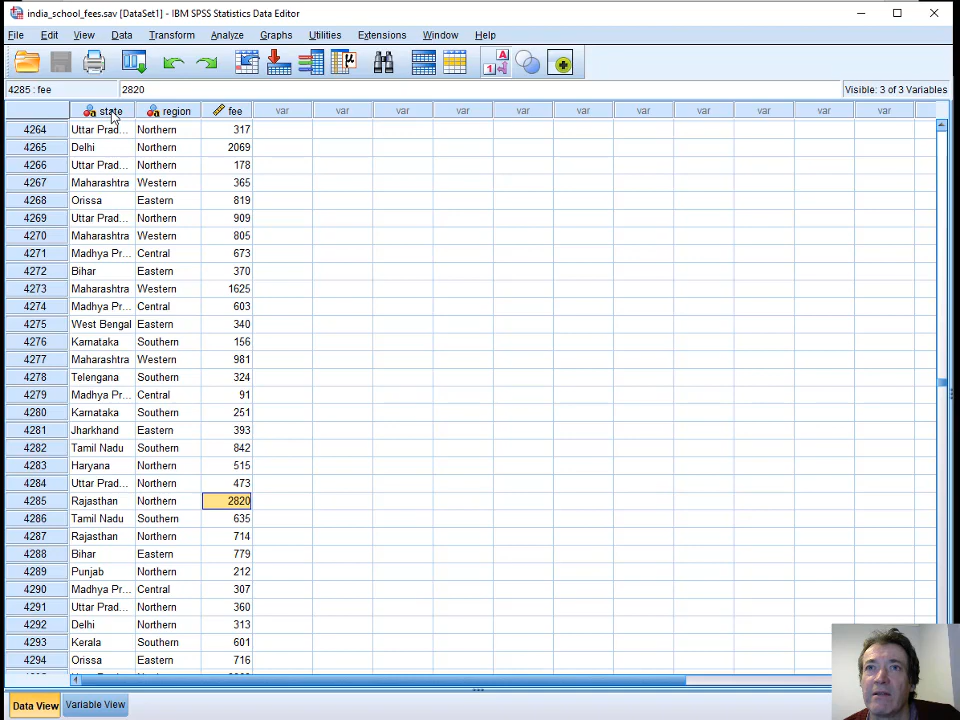 india_school_fees.sav [DataSet1] - IBM SPSS Statistics Data Editor
File Edit View Data Transform Analyze Graphs Utilities Extensions Window Help
4285 : fee 2820 Visible: 3 of 3 Variables
state region fee var var var var var var var var var var var
4264 Uttar Prad... Northern 317
4265 Delhi Northern 2069
4266 Uttar Prad... Northern 178
4267 Maharashtra Western 365
4268 Orissa Eastern 819
4269 Uttar Prad... Northern 909
4270 Maharashtra Western 805
4271 Madhya Pr... Central 673
4272 Bihar Eastern 370
4273 Maharashtra Western 1625
4274 Madhya Pr... Central 603
4275 West Bengal Eastern 340
4276 Karnataka Southern 156
4277 Maharashtra Western 981
4278 Telengana Southern 324
4279 Madhya Pr... Central 91
4280 Karnataka Southern 251
4281 Jharkhand Eastern 393
4282 Tamil Nadu Southern 842
4283 Haryana Northern 515
4284 Uttar Prad... Northern 473
4285 Rajasthan Northern 2820
4286 Tamil Nadu Southern 635
4287 Rajasthan Northern 714
4288 Bihar Eastern 779
4289 Punjab Northern 212
4290 Madhya Pr... Central 307
4291 Uttar Prad... Northern 360
4292 Delhi Northern 313
4293 Kerala Southern 601
4294 Orissa Eastern 716
Data View Variable View